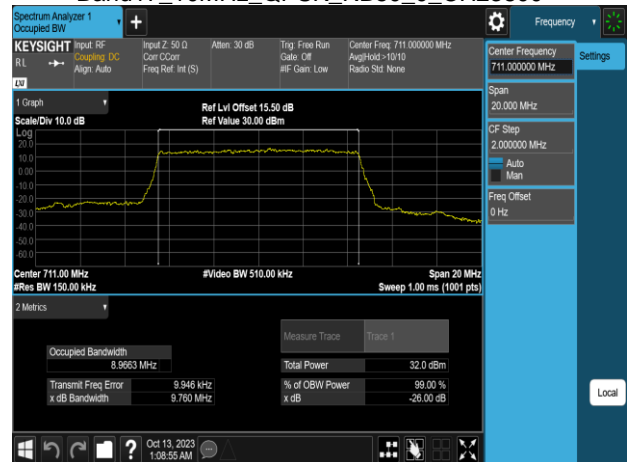 Spectrum Analyzer 1
Occupied BW
Frequency
KEYSIGHT
RL
LXI
Input: RF
Coupling: DC
Align: Auto
Input Z: 50 Ω
Corr CCorr
Freq Ref: Int (S)
Atten: 30 dB
Trig: Free Run
Gate: Off
#IF Gain: Low
Center Freq: 711.000000 MHz
Avg|Hold:>10/10
Radio Std: None
Center Frequency
711.000000 MHz
Settings
Span
20.000 MHz
CF Step
2.000000 MHz
Auto
Man
Freq Offset
0 Hz
1 Graph
Scale/Div 10.0 dB
Ref Lvl Offset 15.50 dB
Ref Value 30.00 dBm
Log
20.0
10.0
0.00
-10.0
-20.0
-30.0
-40.0
-50.0
-60.0
Center 711.00 MHz
#Video BW 510.00 kHz
Span 20 MHz
#Res BW 150.00 kHz
Sweep 1.00 ms (1001 pts)
2 Metrics
Measure Trace
Trace 1
Occupied Bandwidth
8.9663 MHz
Total Power
32.0 dBm
Transmit Freq Error
9.946 kHz
% of OBW Power
99.00 %
x dB Bandwidth
9.760 MHz
x dB
-26.00 dB
Local
?
Oct 13, 2023
1:08:55 AM